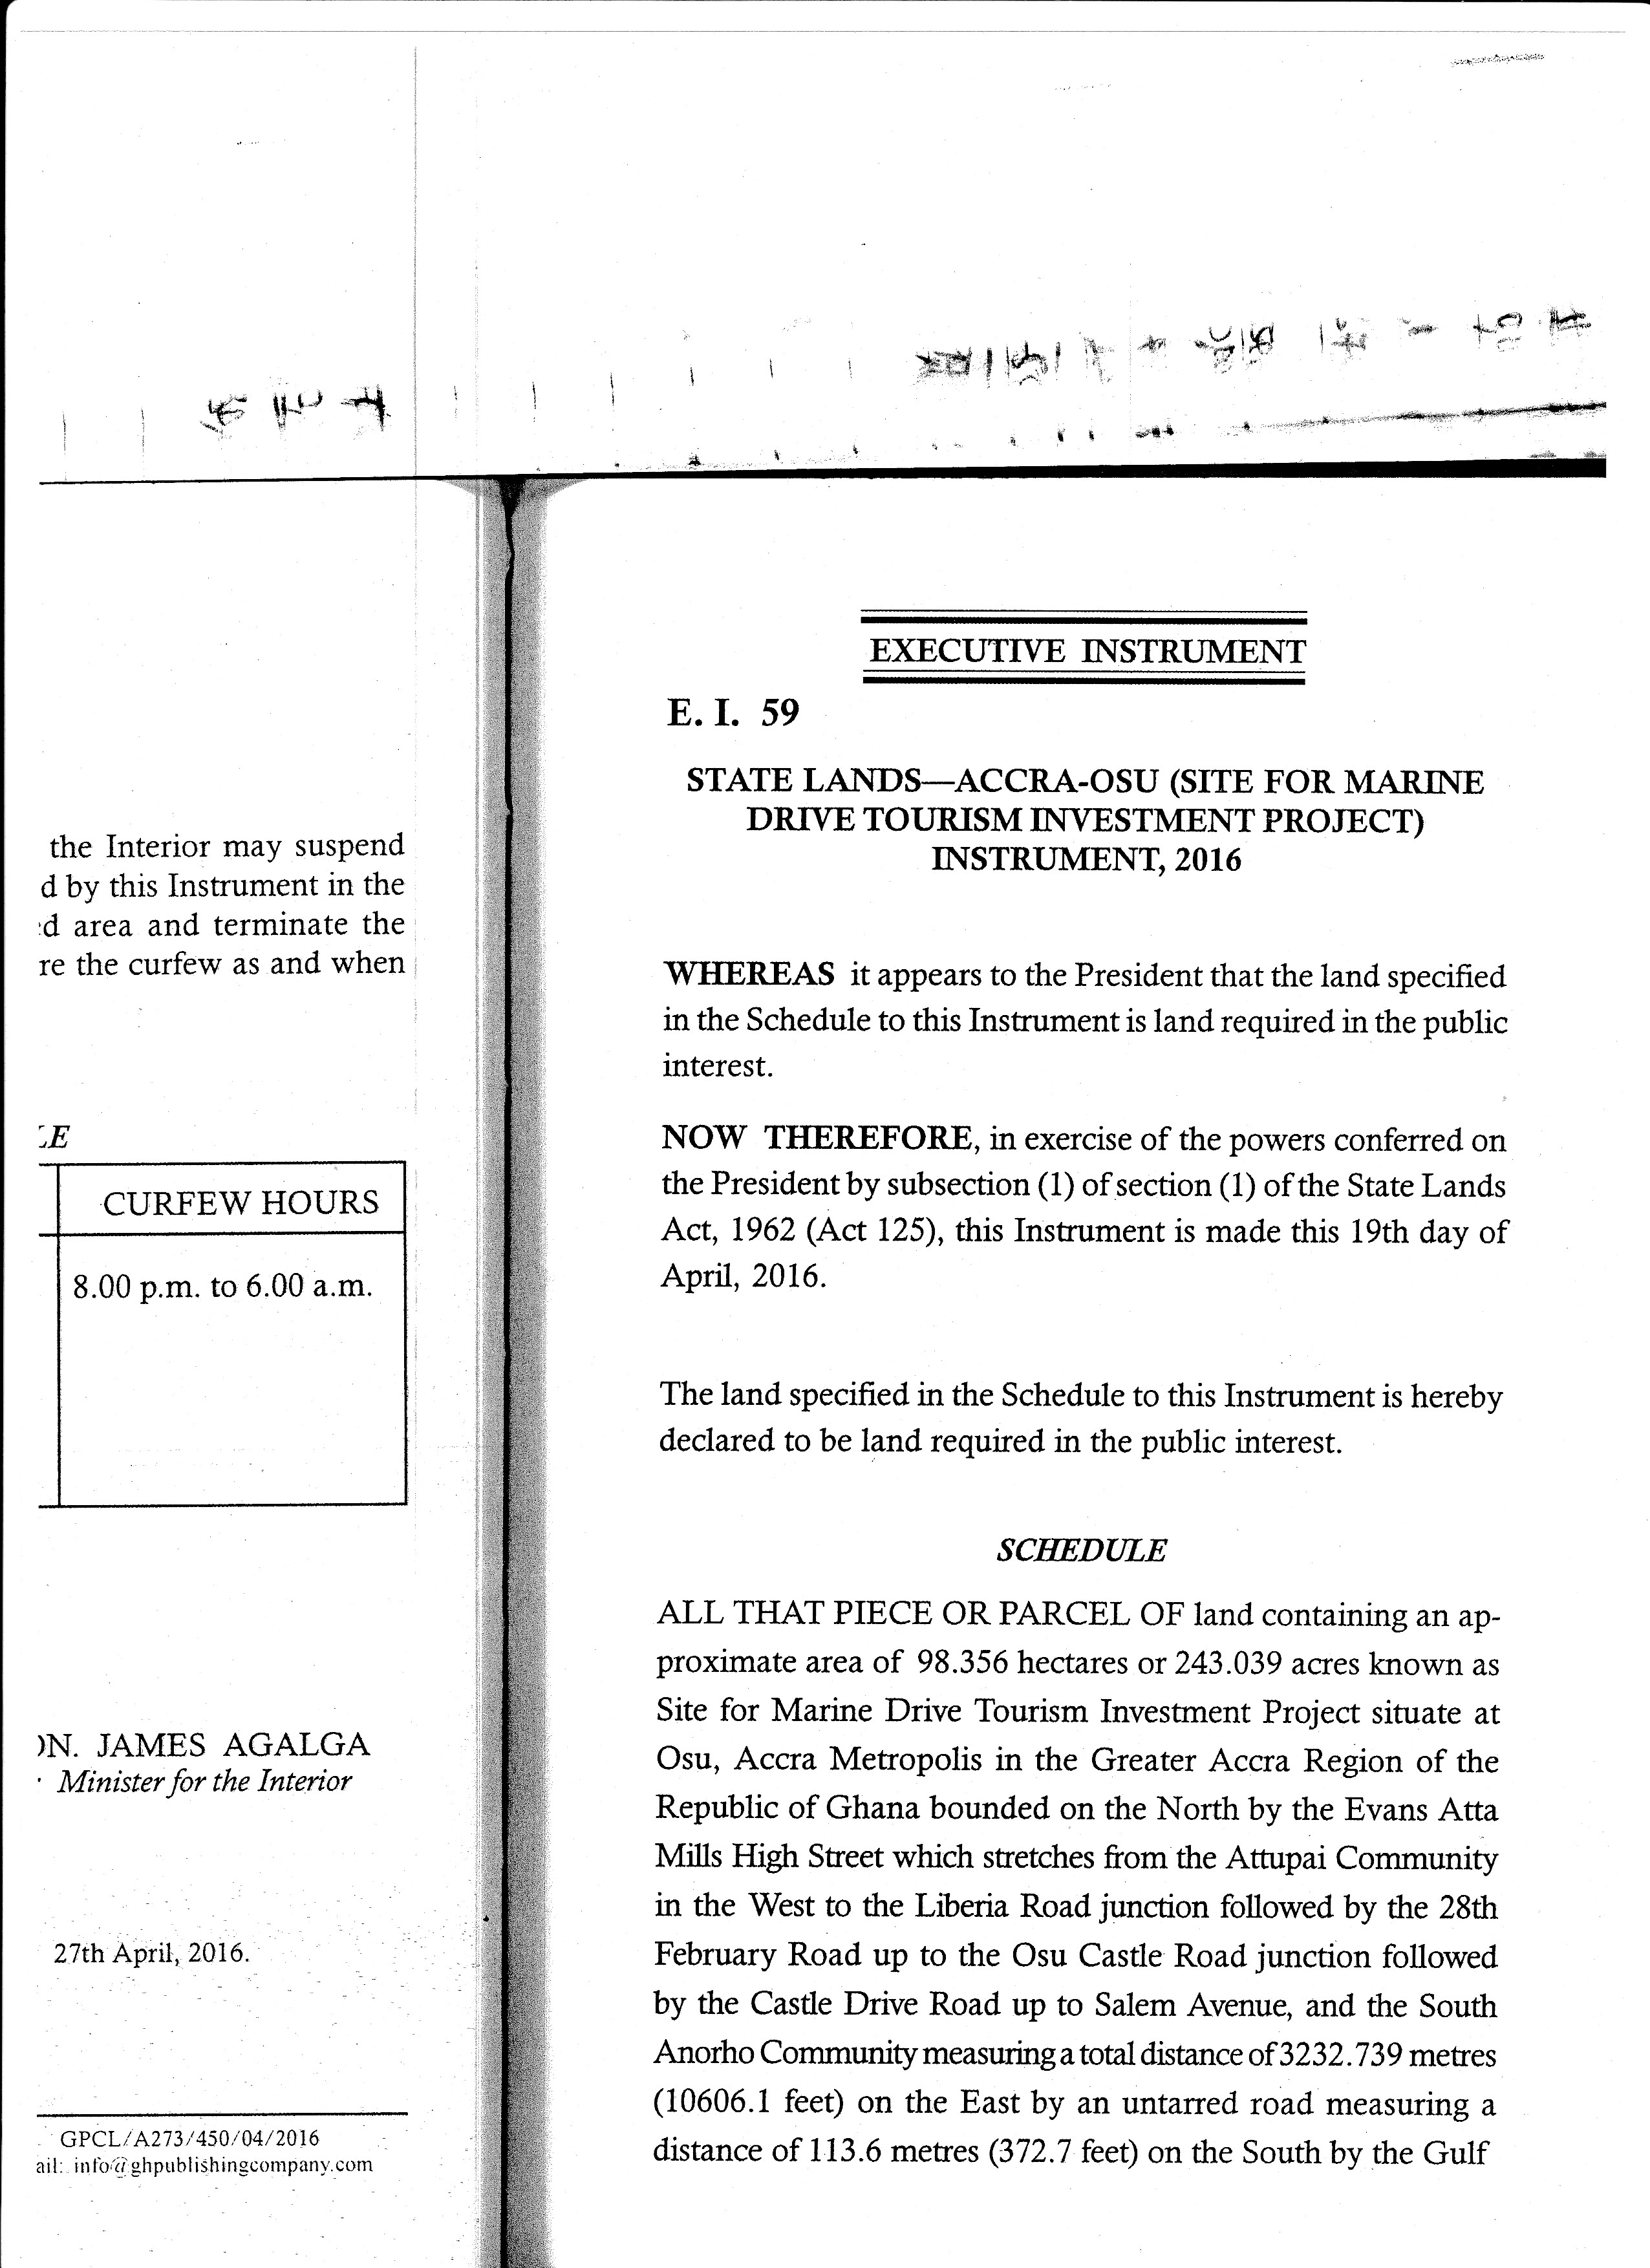 the Interior may suspend
d by this Instrument in the
d area and terminate the
re the curfew as and when
LE
CURFEW HOURS
8.00 p.m. to 6.00 a.m.
N. JAMES AGALGA
Minister for the Interior
27th April, 2016.
GPCL/A273/450/04/2016
ail: info@ghpublishingcompany.com
EXECUTIVE INSTRUMENT
E. I. 59
STATE LANDS—ACCRA-OSU (SITE FOR MARINE
DRIVE TOURISM INVESTMENT PROJECT)
INSTRUMENT, 2016
WHEREAS it appears to the President that the land specified
in the Schedule to this Instrument is land required in the public
interest.
NOW THEREFORE, in exercise of the powers conferred on
the President by subsection (1) of section (1) of the State Lands
Act, 1962 (Act 125), this Instrument is made this 19th day of
April, 2016.
The land specified in the Schedule to this Instrument is hereby
declared to be land required in the public interest.
SCHEDULE
ALL THAT PIECE OR PARCEL OF land containing an ap-
proximate area of 98.356 hectares or 243.039 acres known as
Site for Marine Drive Tourism Investment Project situate at
Osu, Accra Metropolis in the Greater Accra Region of the
Republic of Ghana bounded on the North by the Evans Atta
Mills High Street which stretches from the Attupai Community
in the West to the Liberia Road junction followed by the 28th
February Road up to the Osu Castle Road junction followed
by the Castle Drive Road up to Salem Avenue, and the South
Anorho Community measuring a total distance of 3232.739 metres
(10606.1 feet) on the East by an untarred road measuring a
distance of 113.6 metres (372.7 feet) on the South by the Gulf